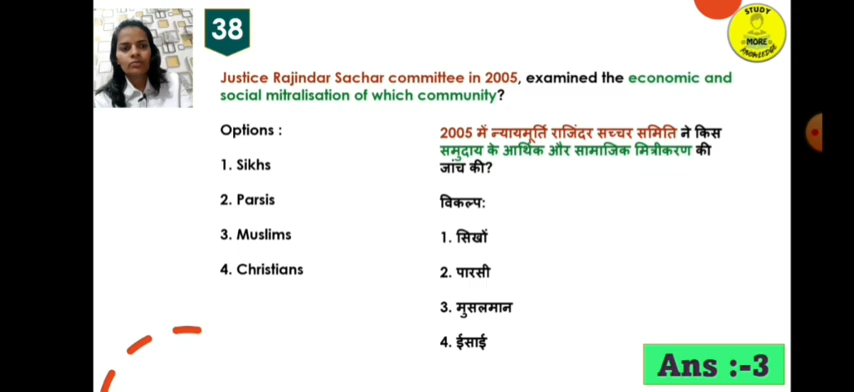 38
STUDY
MORE
KNOWLEDGE
Justice Rajindar Sachar committee in 2005, examined the economic and
social mitralisation of which community?
Options :
1. Sikhs
2. Parsis
3. Muslims
4. Christians
2005 में न्यायमूर्ति राजिंदर सच्चर समिति ने किस
समुदाय के आर्थिक और सामाजिक मित्रीकरण की
जांच की?
विकल्प:
1. सिखों
2. पारसी
3. मुसलमान
4. ईसाई
Ans :-3